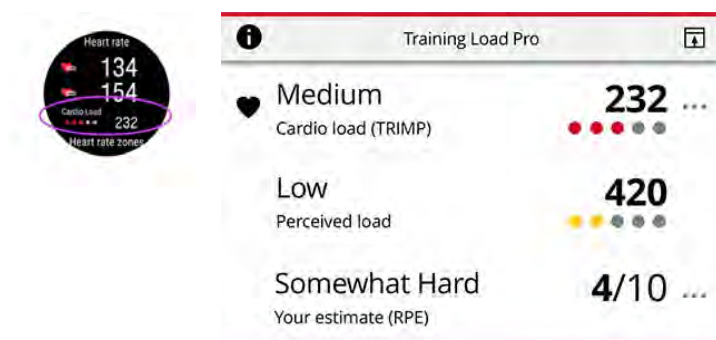 Heart rate
134
154
Cardio Load
232
Heart rate zones
Training Load Pro
Medium
232
Cardio load (TRIMP)
Low
420
Perceived load
Somewhat Hard
4/10
Your estimate (RPE)